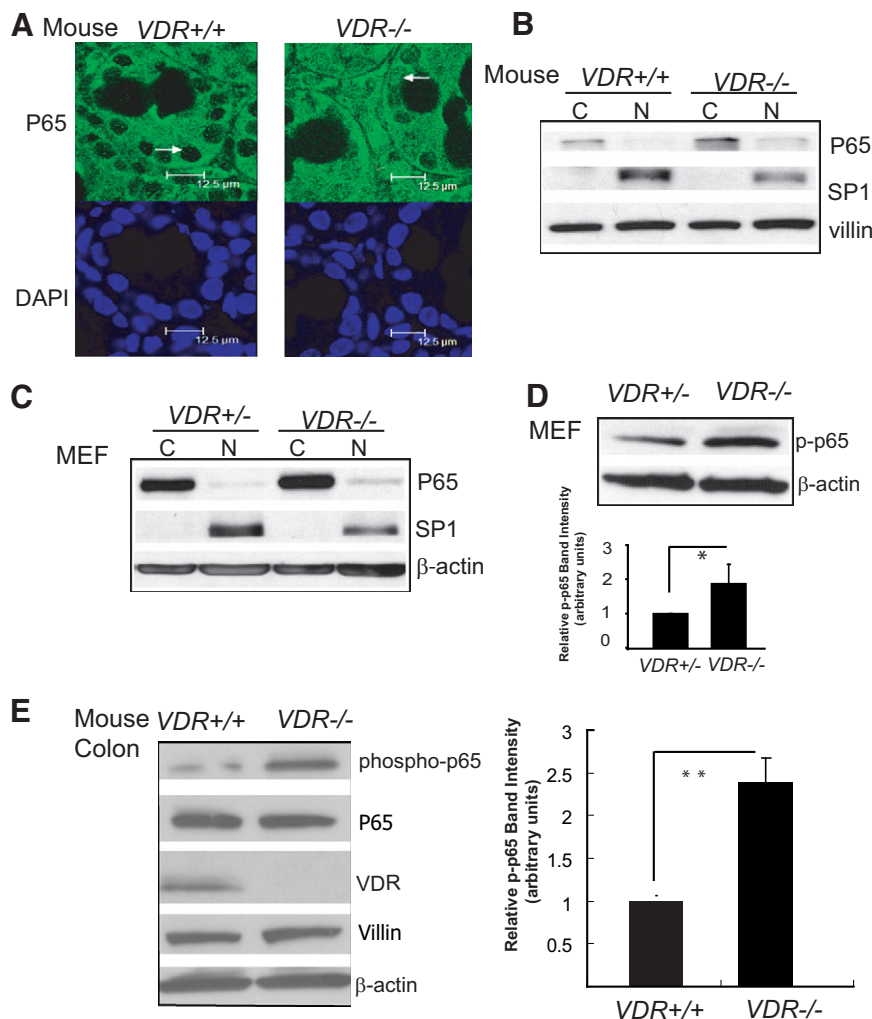 A Mouse VDR+/+ VDR-/-
P65
12.5 µm 12.5 µm
DAPI
12.5 µm 12.5 µm
B
Mouse VDR+/+ VDR-/-
C N C N
P65
SP1
villin
C
VDR+/- VDR-/-
MEF C N C N
P65
SP1
β-actin
D VDR+/- VDR-/-
MEF p-p65
β-actin
Relative p-p65 Band Intensity
(arbitrary units)
3
2
1
0
*
VDR+/- VDR-/-
E Mouse VDR+/+ VDR-/-
Colon
phospho-p65
P65
VDR
Villin
β-actin
Relative p-p65 Band Intensity
(arbitrary units)
3
2.5
2
1
0.5
**
VDR+/+ VDR-/-